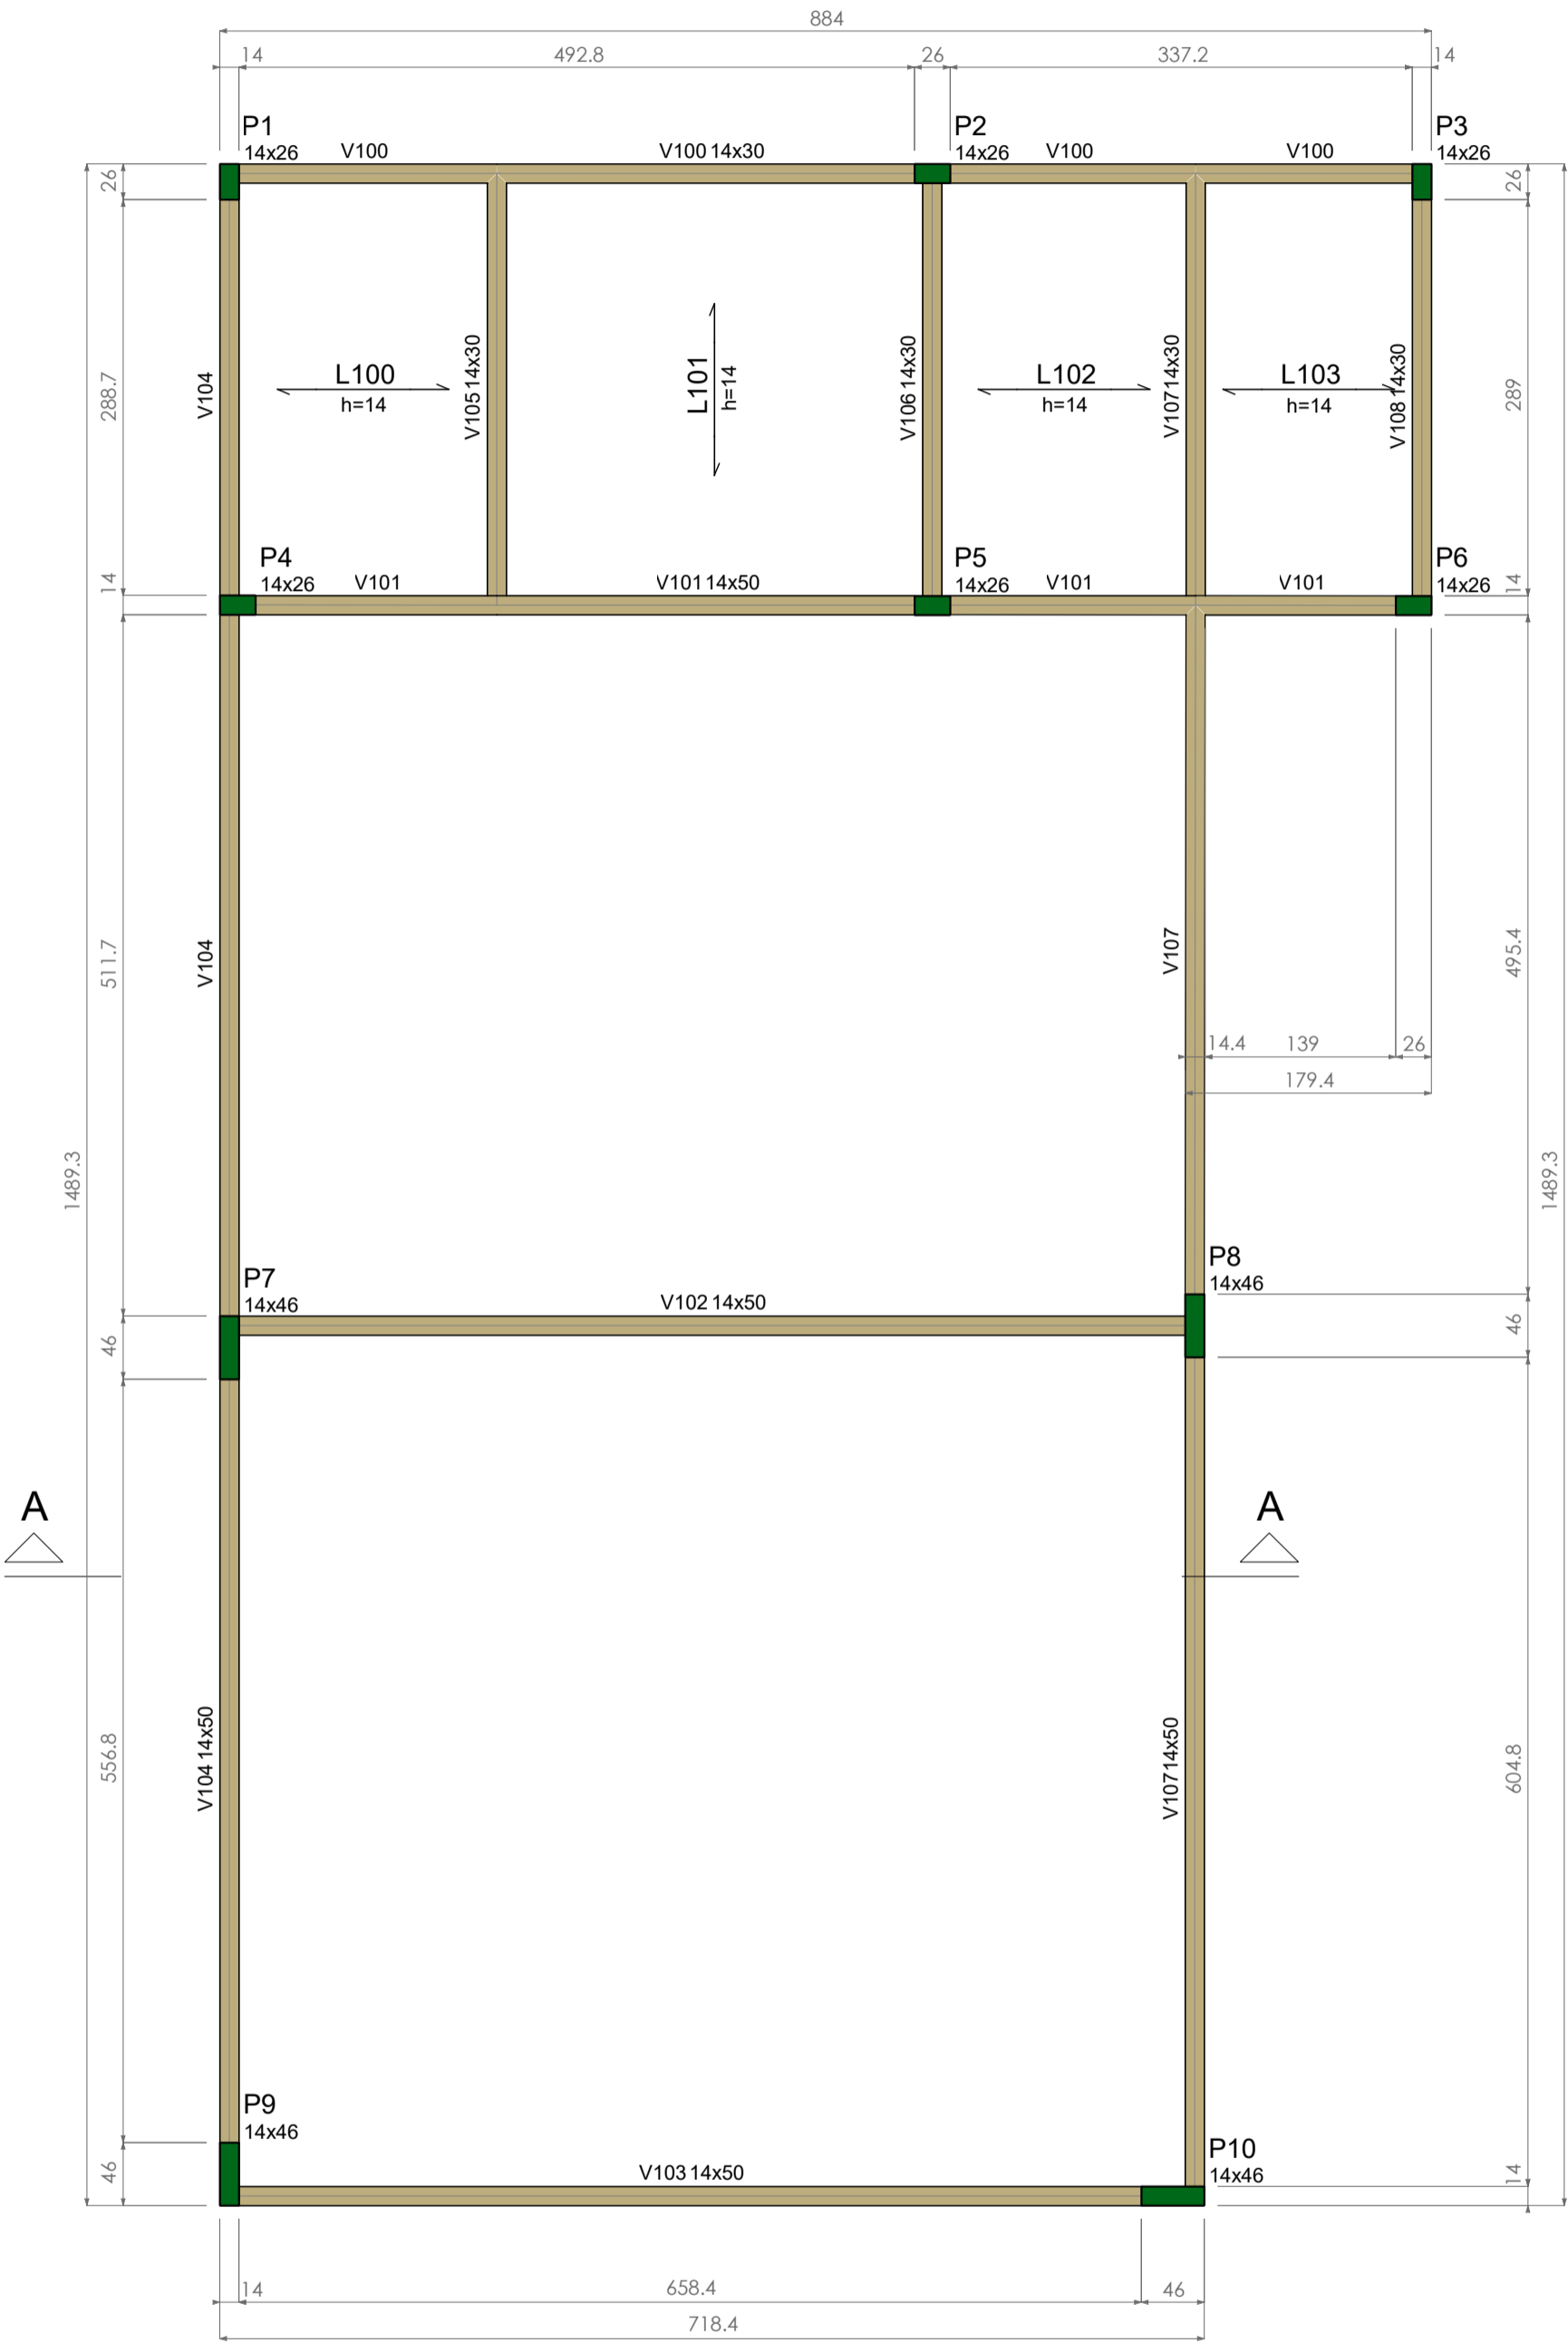 884
14
492.8
26
337.2
14
P1
14x26
V100
V100 14x30
P2
14x26
V100
V100
P3
14x26
26
26
288.7
V104
L100
h=14
V105 14x30
L101
h=14
V106 14x30
L102
h=14
V107 14x30
L103
h=14
V108 14x30
289
P4
14x26
V101
V101 14x50
P5
14x26
V101
V101
P6
14x26
14
14
511.7
V104
V107
495.4
14.4
139
26
179.4
1489.3
1489.3
P7
14x46
V102 14x50
P8
14x46
46
46
A
A
556.8
V104 14x50
V107 14x50
604.8
P9
14x46
46
V103 14x50
P10
14x46
14
14
658.4
46
718.4